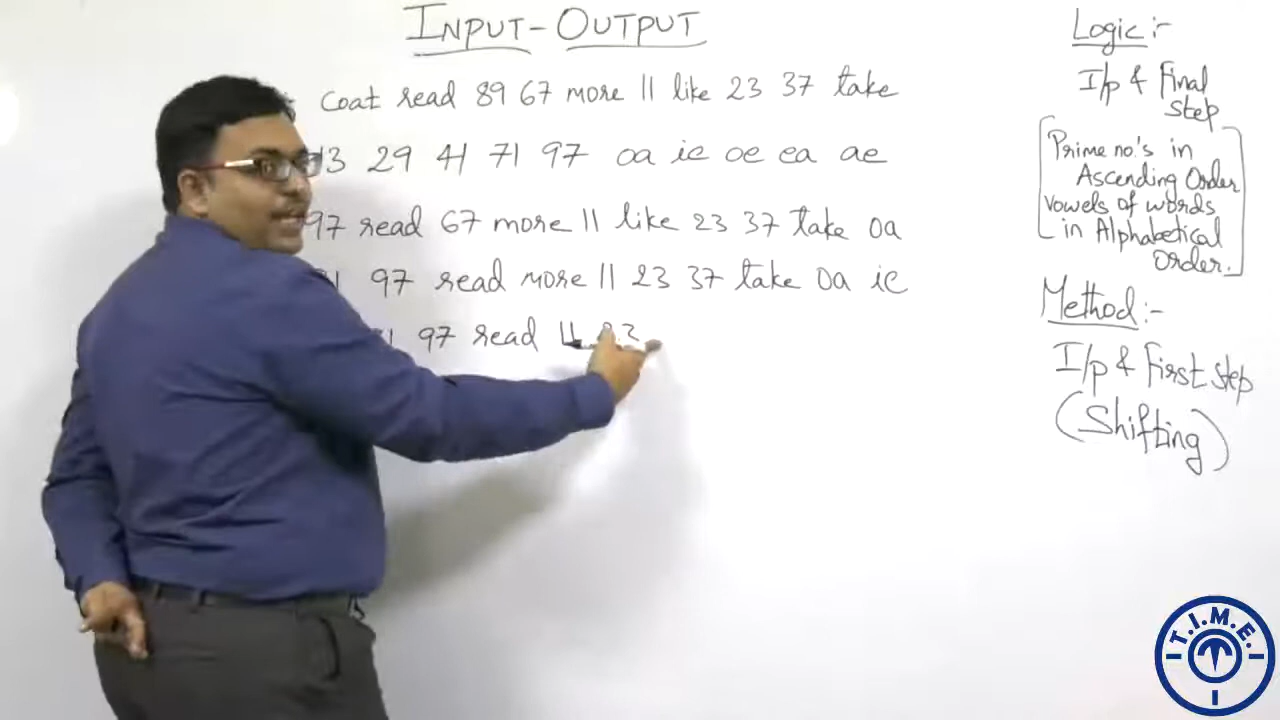 INPUT-OUTPUT
Coat read 89 67 more 11 like 23 37 take
13 29 41 71 97 oa ie oe ea ae
97 read 67 more 11 like 23 37 take oa
97 read more 11 23 37 take oa ie
97 read 11
Logic:-
I/p & Final
Step
Prime no.'s in
Ascending Order
Vowels of words
in Alphabetical
Order.
Method:-
I/p & First Step
(Shifting)
T.I.M.E.